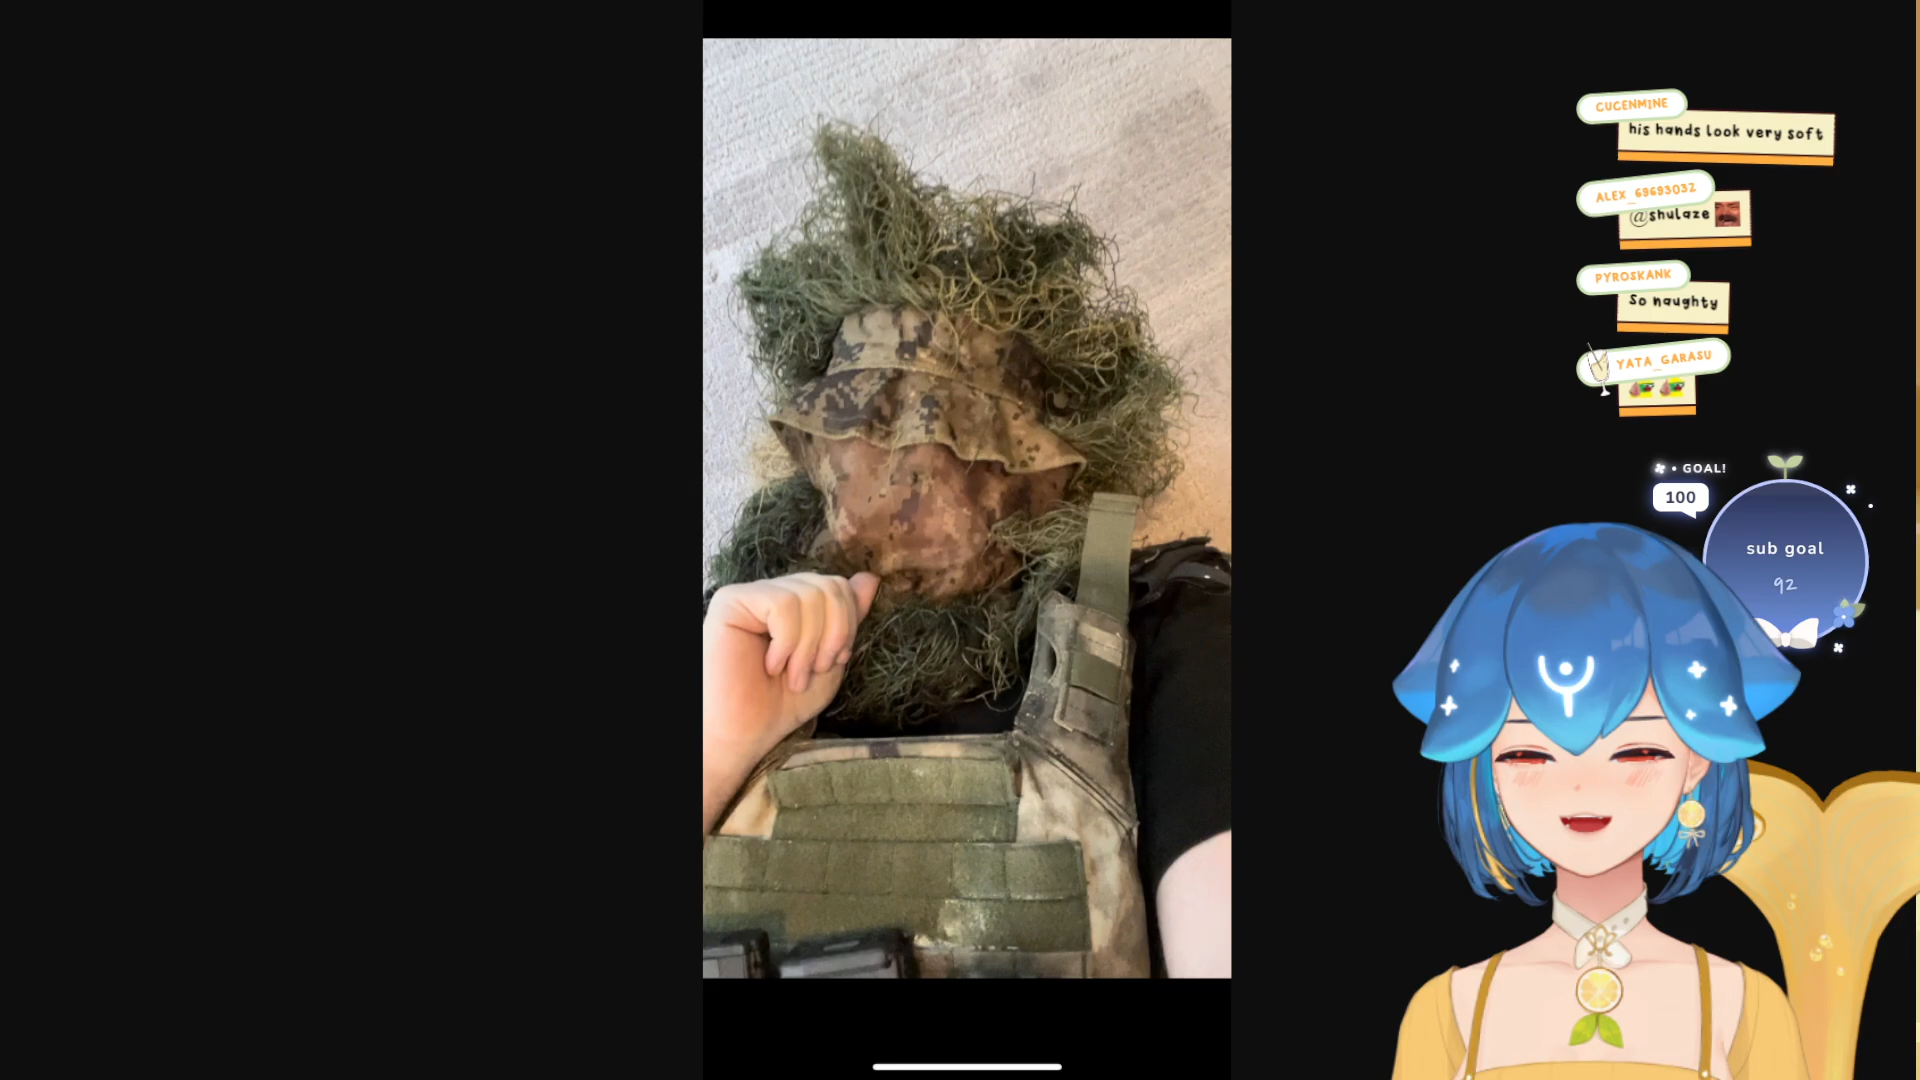 CUCENMINE
his hands look very soft
ALEX_69693032
@shulaze
PYROSKANK
So naughty
YATA_GARASU
• GOAL!
100
sub goal
92